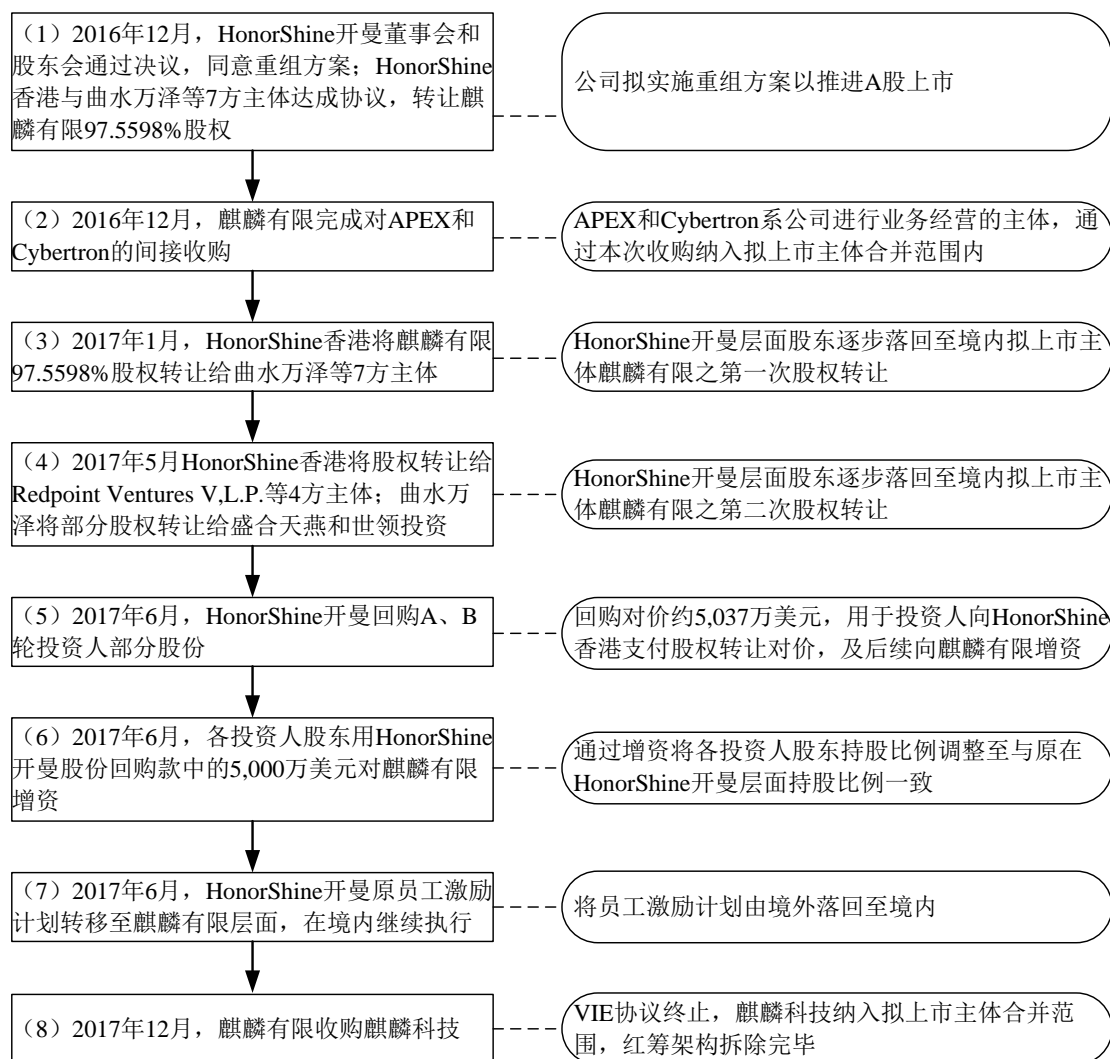 （1）2016年12月，HonorShine开曼董事会和
股东会通过决议，同意重组方案；HonorShine
香港与曲水万泽等7方主体达成协议，转让麒
麟有限97.5598%股权
公司拟实施重组方案以推进A股上市
（2）2016年12月，麒麟有限完成对APEX和
Cybertron的间接收购
APEX和Cybertron系公司进行业务经营的主体，通
过本次收购纳入拟上市主体合并范围内
（3）2017年1月，HonorShine香港将麒麟有限
97.5598%股权转让给曲水万泽等7方主体
HonorShine开曼层面股东逐步落回至境内拟上市主
体麒麟有限之第一次股权转让
（4）2017年5月HonorShine香港将股权转让给
Redpoint Ventures V,L.P.等4方主体；曲水万
泽将部分股权转让给盛合天燕和世领投资
HonorShine开曼层面股东逐步落回至境内拟上市主
体麒麟有限之第二次股权转让
（5）2017年6月，HonorShine开曼回购A、B
轮投资人部分股份
回购对价约5,037万美元，用于投资人向HonorShine
香港支付股权转让对价，及后续向麒麟有限增资
（6）2017年6月，各投资人股东用HonorShine
开曼股份回购款中的5,000万美元对麒麟有限
增资
通过增资将各投资人股东持股比例调整至与原在
HonorShine开曼层面持股比例一致
（7）2017年6月，HonorShine开曼原员工激励
计划转移至麒麟有限层面，在境内继续执行
将员工激励计划由境外落回至境内
（8）2017年12月，麒麟有限收购麒麟科技
VIE协议终止，麒麟科技纳入拟上市主体合并范
围，红筹架构拆除完毕